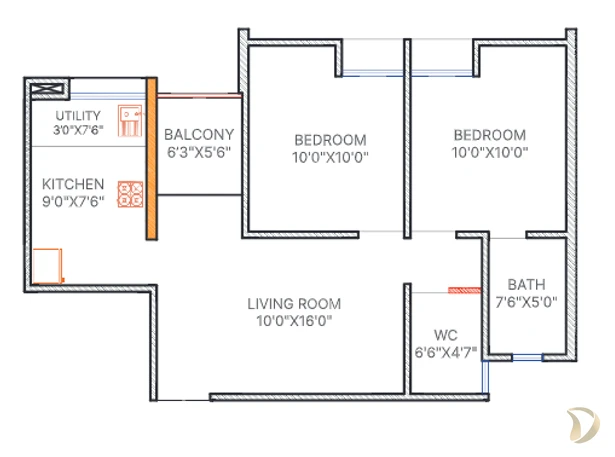 UTILITY
3'0"X7'6"
BALCONY
6'3"X5'6"
BEDROOM
10'0"X10'0"
BEDROOM
10'0"X10'0"
KITCHEN
9'0"X7'6"
LIVING ROOM
10'0"X16'0"
BATH
7'6"X5'0"
WC
6'6"X4'7"